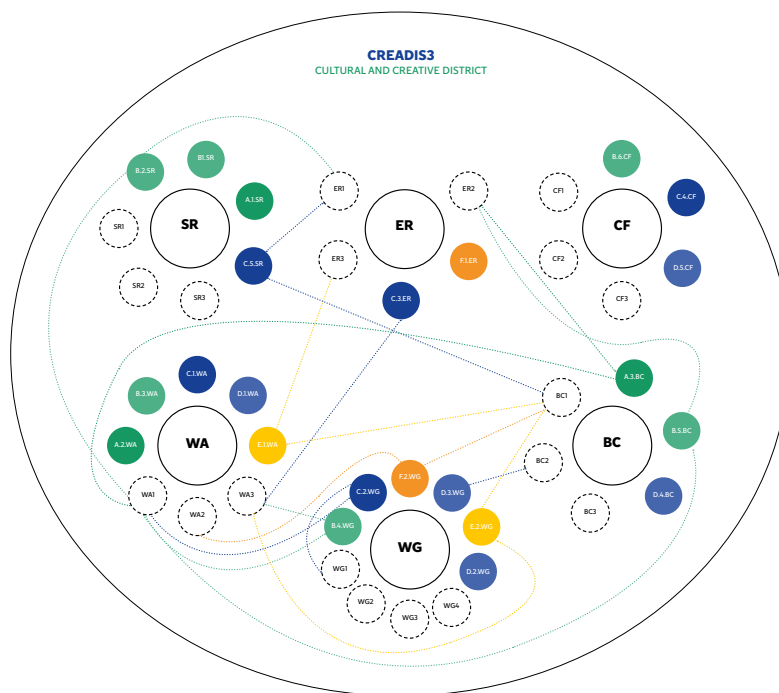 CREADIS3
CULTURAL AND CREATIVE DISTRICT
B.2.SR
B1.SR
A.1.SR
SR
SR1
C.5.SR
SR2
SR3
ER1
ER2
ER
ER3
F.1.ER
C.3.ER
B.6.CF
CF1
C.4.CF
CF
CF2
D.5.CF
CF3
C.1.WA
B.3.WA
D.1.WA
A.2.WA
WA
E.1.WA
WA1
WA2
WA3
F.2.WG
C.2.WG
D.3.WG
B.4.WG
E.2.WG
WG
WG1
D.2.WG
WG2
WG3
WG4
A.3.BC
BC1
B.5.BC
BC
BC2
D.4.BC
BC3